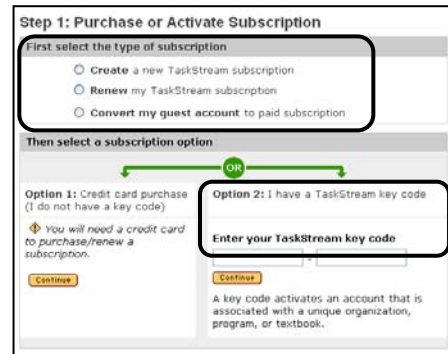 Step 1: Purchase or Activate Subscription
First select the type of subscription
Create a new TaskStream subscription
Renew my TaskStream subscription
Convert my guest account to paid subscription
Then select a subscription option
OR
Option 1: Credit card purchase
(I do not have a key code)
You will need a credit card
to purchase/renew a
subscription.
Continue
Option 2: I have a TaskStream key code
Enter your TaskStream key code
-
Continue
A key code activates an account that is
associated with a unique organization,
program, or textbook.